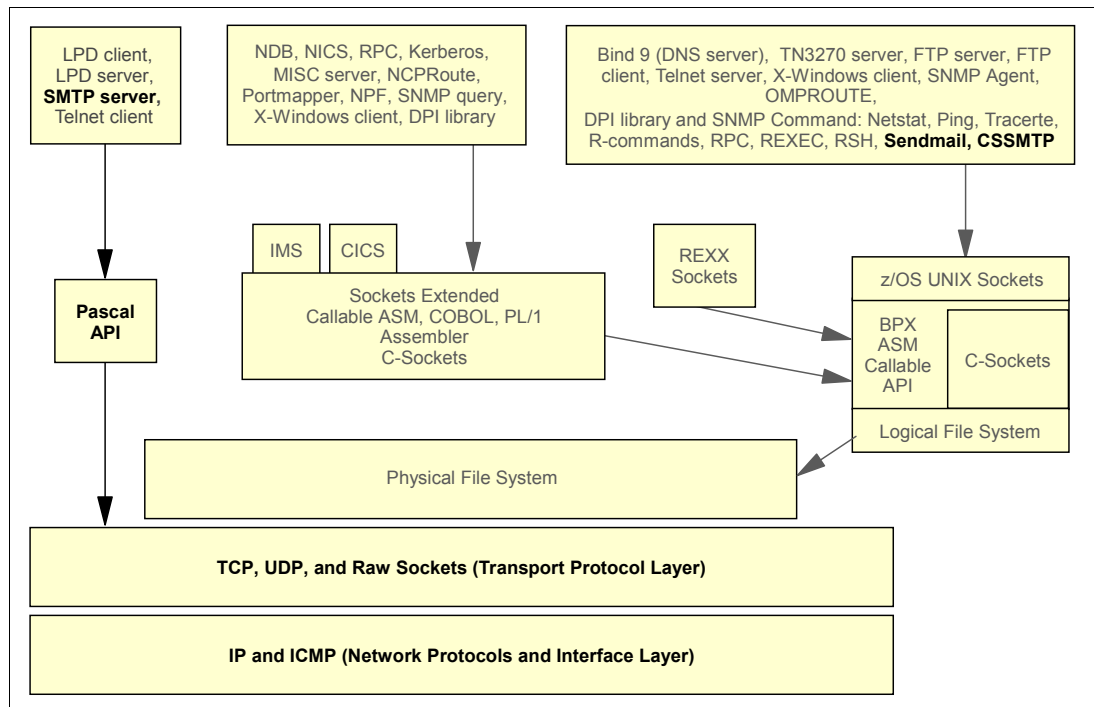 LPD client,
LPD server,
SMTP server,
Telnet client
NDB, NICS, RPC, Kerberos,
MISC server, NCPRoute,
Portmapper, NPF, SNMP query,
X-Windows client, DPI library
Bind 9 (DNS server), TN3270 server, FTP server, FTP
client, Telnet server, X-Windows client, SNMP Agent,
OMPROUTE,
DPI library and SNMP Command: Netstat, Ping, Tracerte,
R-commands, RPC, REXEC, RSH, Sendmail, CSSMTP
IMS
CICS
REXX
Sockets
Pascal
API
Sockets Extended
Callable ASM, COBOL, PL/1
Assembler
C-Sockets
z/OS UNIX Sockets
BPX
ASM
Callable
API
C-Sockets
Logical File System
Physical File System
TCP, UDP, and Raw Sockets (Transport Protocol Layer)
IP and ICMP (Network Protocols and Interface Layer)